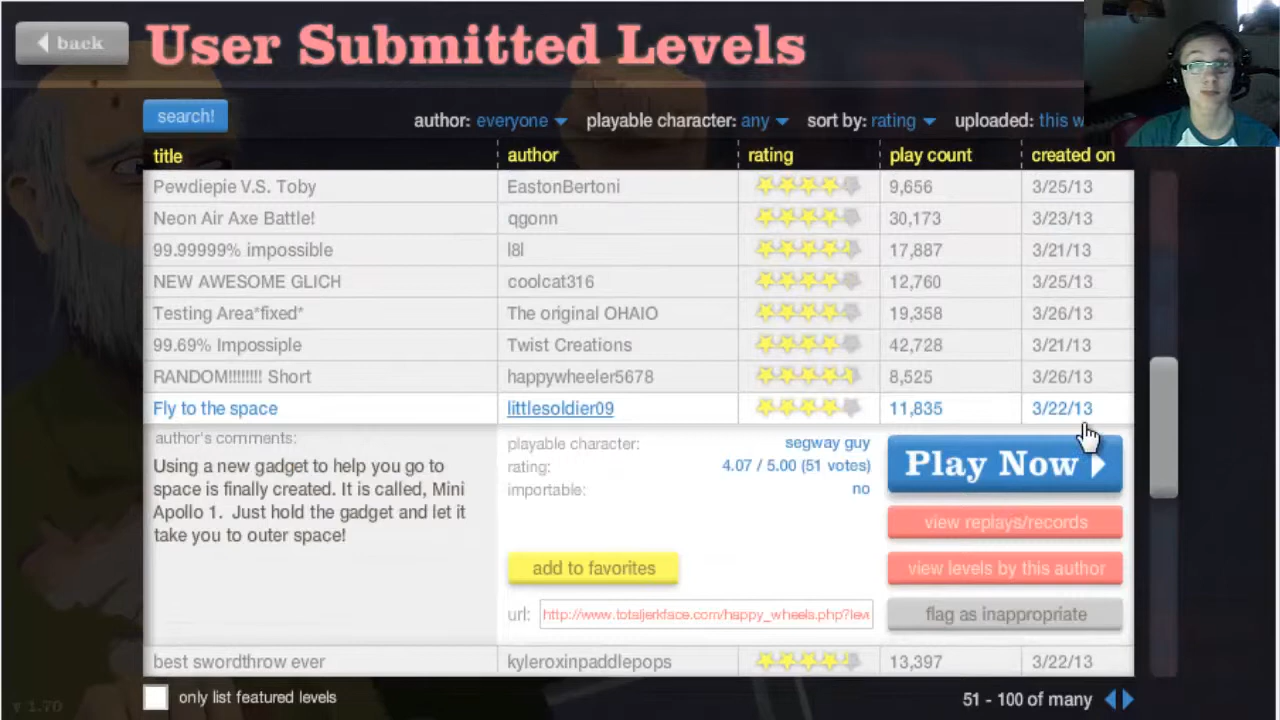 back
User Submitted Levels
search!
author: everyone playable character: any sort by: rating uploaded: this w
title author rating play count created on
Pewdiepie V.S. Toby EastonBertoni 9,656 3/25/13
Neon Air Axe Battle! qgonn 30,173 3/23/13
99.99999% impossible l8l 17,887 3/21/13
NEW AWESOME GLICH coolcat316 12,760 3/25/13
Testing Area*fixed* The original OHAIO 19,358 3/26/13
99.69% Impossiple Twist Creations 42,728 3/21/13
RANDOM!!!!!!!! Short happywheeler5678 8,525 3/26/13
Fly to the space littlesoldier09 11,835 3/22/13
author's comments:
Using a new gadget to help you go to
space is finally created. It is called, Mini
Apollo 1. Just hold the gadget and let it
take you to outer space!
playable character: segway guy
rating: 4.07 / 5.00 (51 votes)
importable: no
add to favorites
url: http://www.totaljerkface.com/happy_wheels.php?lev
Play Now
view replays/records
view levels by this author
flag as inappropriate
best swordthrow ever kyleroxinpaddlepops 13,397 3/22/13
only list featured levels
51 - 100 of many
v 1.70